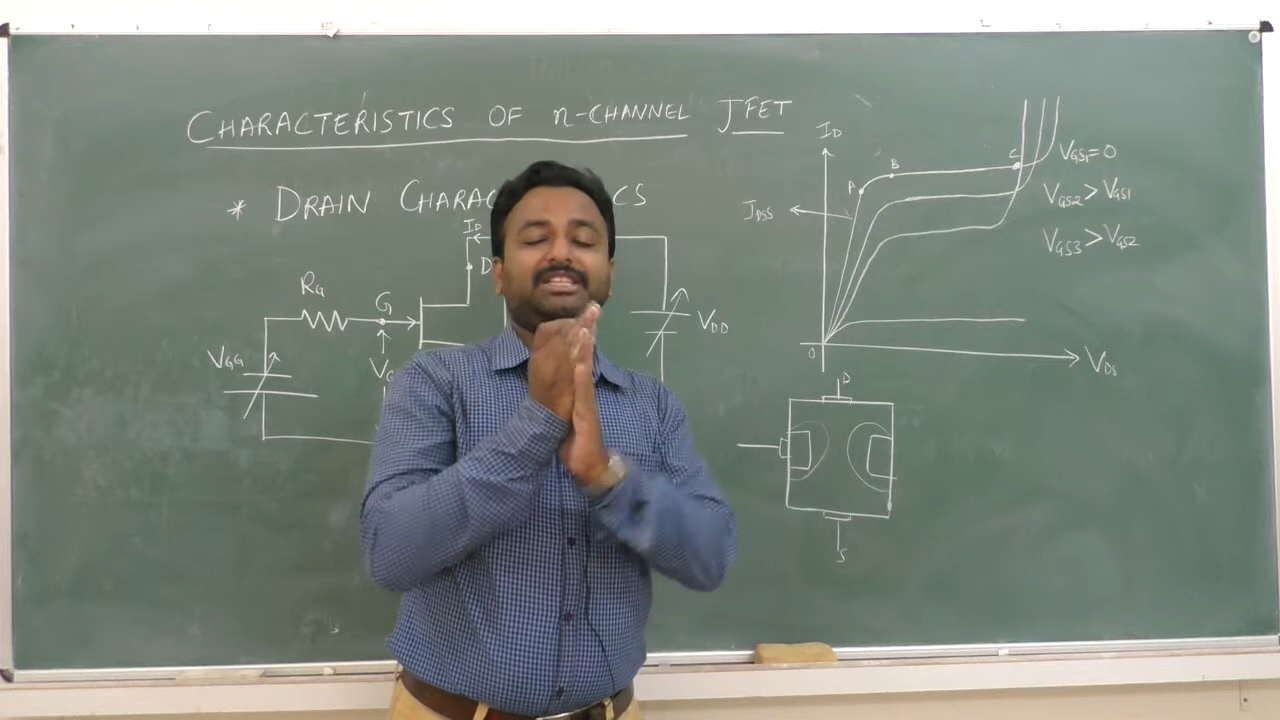 CHARACTERISTICS OF n-CHANNEL JFET
* DRAIN CHARAC CS
ID
D
RG
G
VGG
VG
VDD
ID
A
B
C
IDSS
VGS1=0
VGS2>VGS1
VGS3>VGS2
0
VDS
D
S